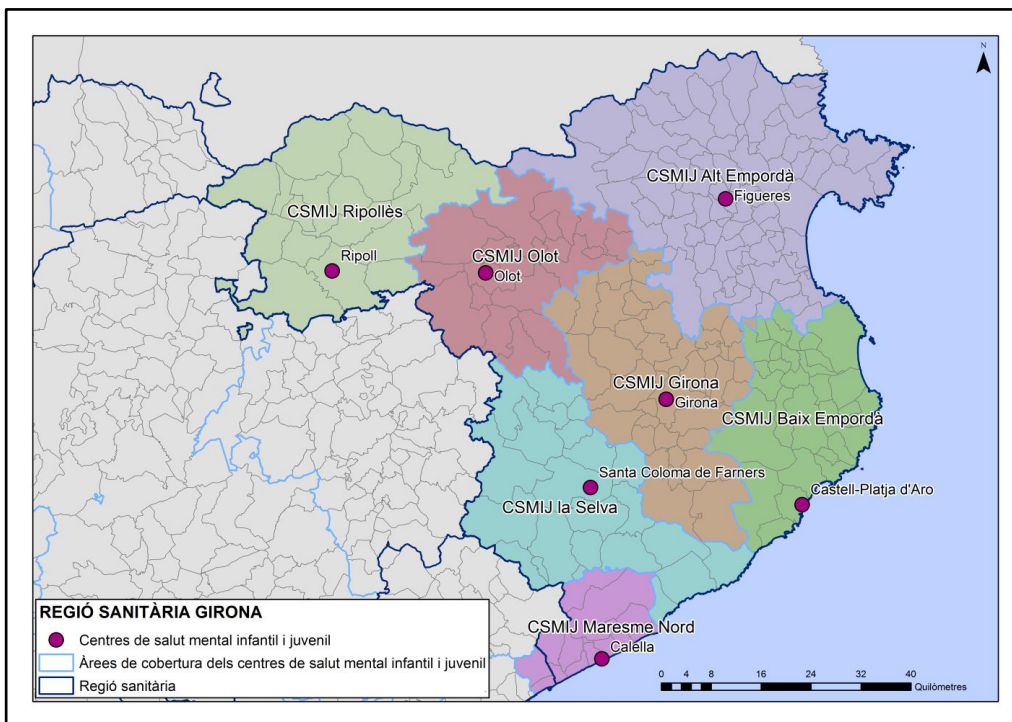 N
CSMIJ Alt Empordà
Figueres
CSMIJ Ripollès
Ripoll
CSMIJ Olot
Olot
CSMIJ Girona
Girona
CSMIJ Baix Empordà
Santa Coloma de Farners
CSMIJ la Selva
Castell-Platja d'Aro
CSMIJ Maresme Nord
Calella
REGIÓ SANITÀRIA GIRONA
Centres de salut mental infantil i juvenil
Àrees de cobertura dels centres de salut mental infantil i juvenil
Regió sanitària
0 4 8 16 24 32 40
Quilòmetres